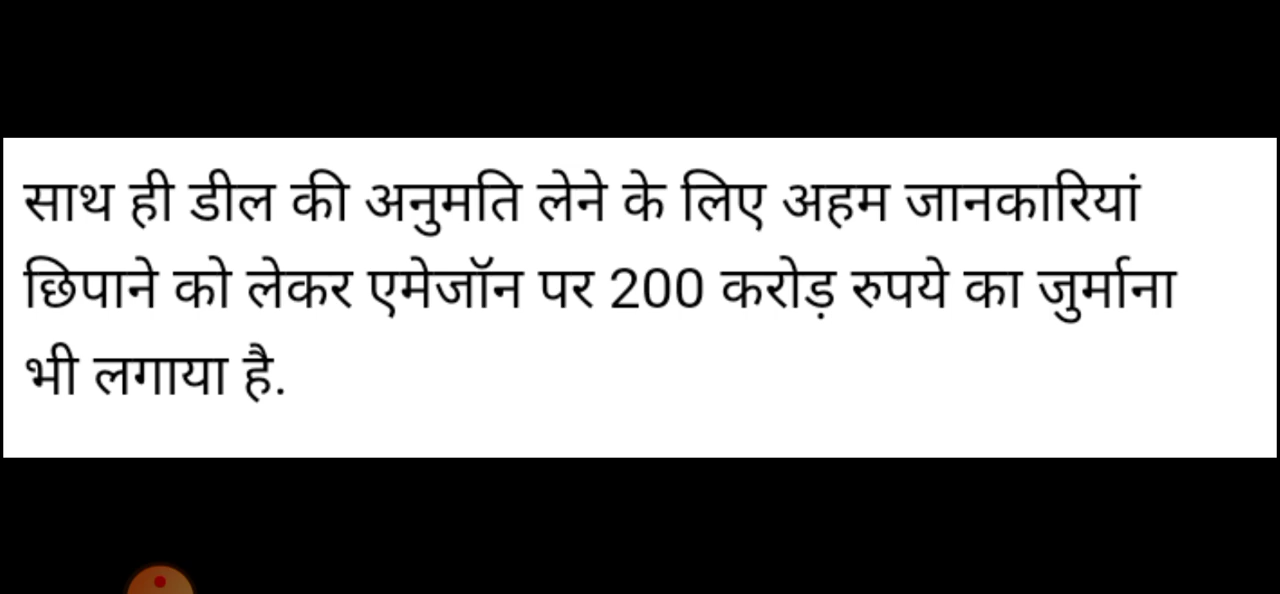 साथ ही डील की अनुमति लेने के लिए अहम जानकारियां
छिपाने को लेकर एमेजॉन पर 200 करोड़ रुपये का जुर्माना
भी लगाया है.